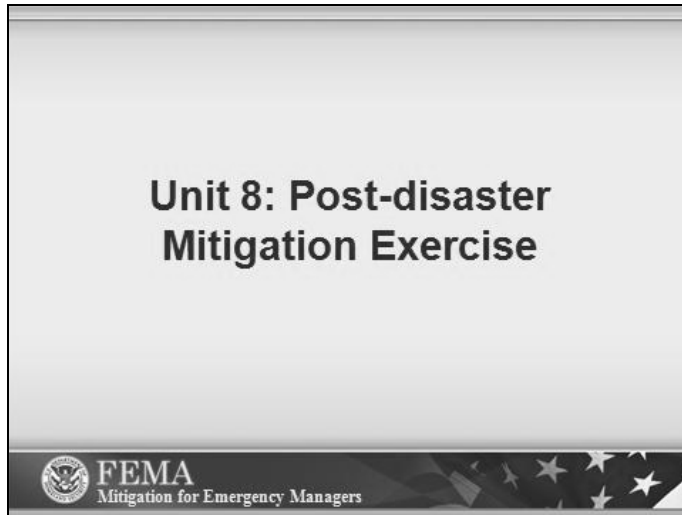 Unit 8: Post-disaster
Mitigation Exercise
FEMA
Mitigation for Emergency Managers